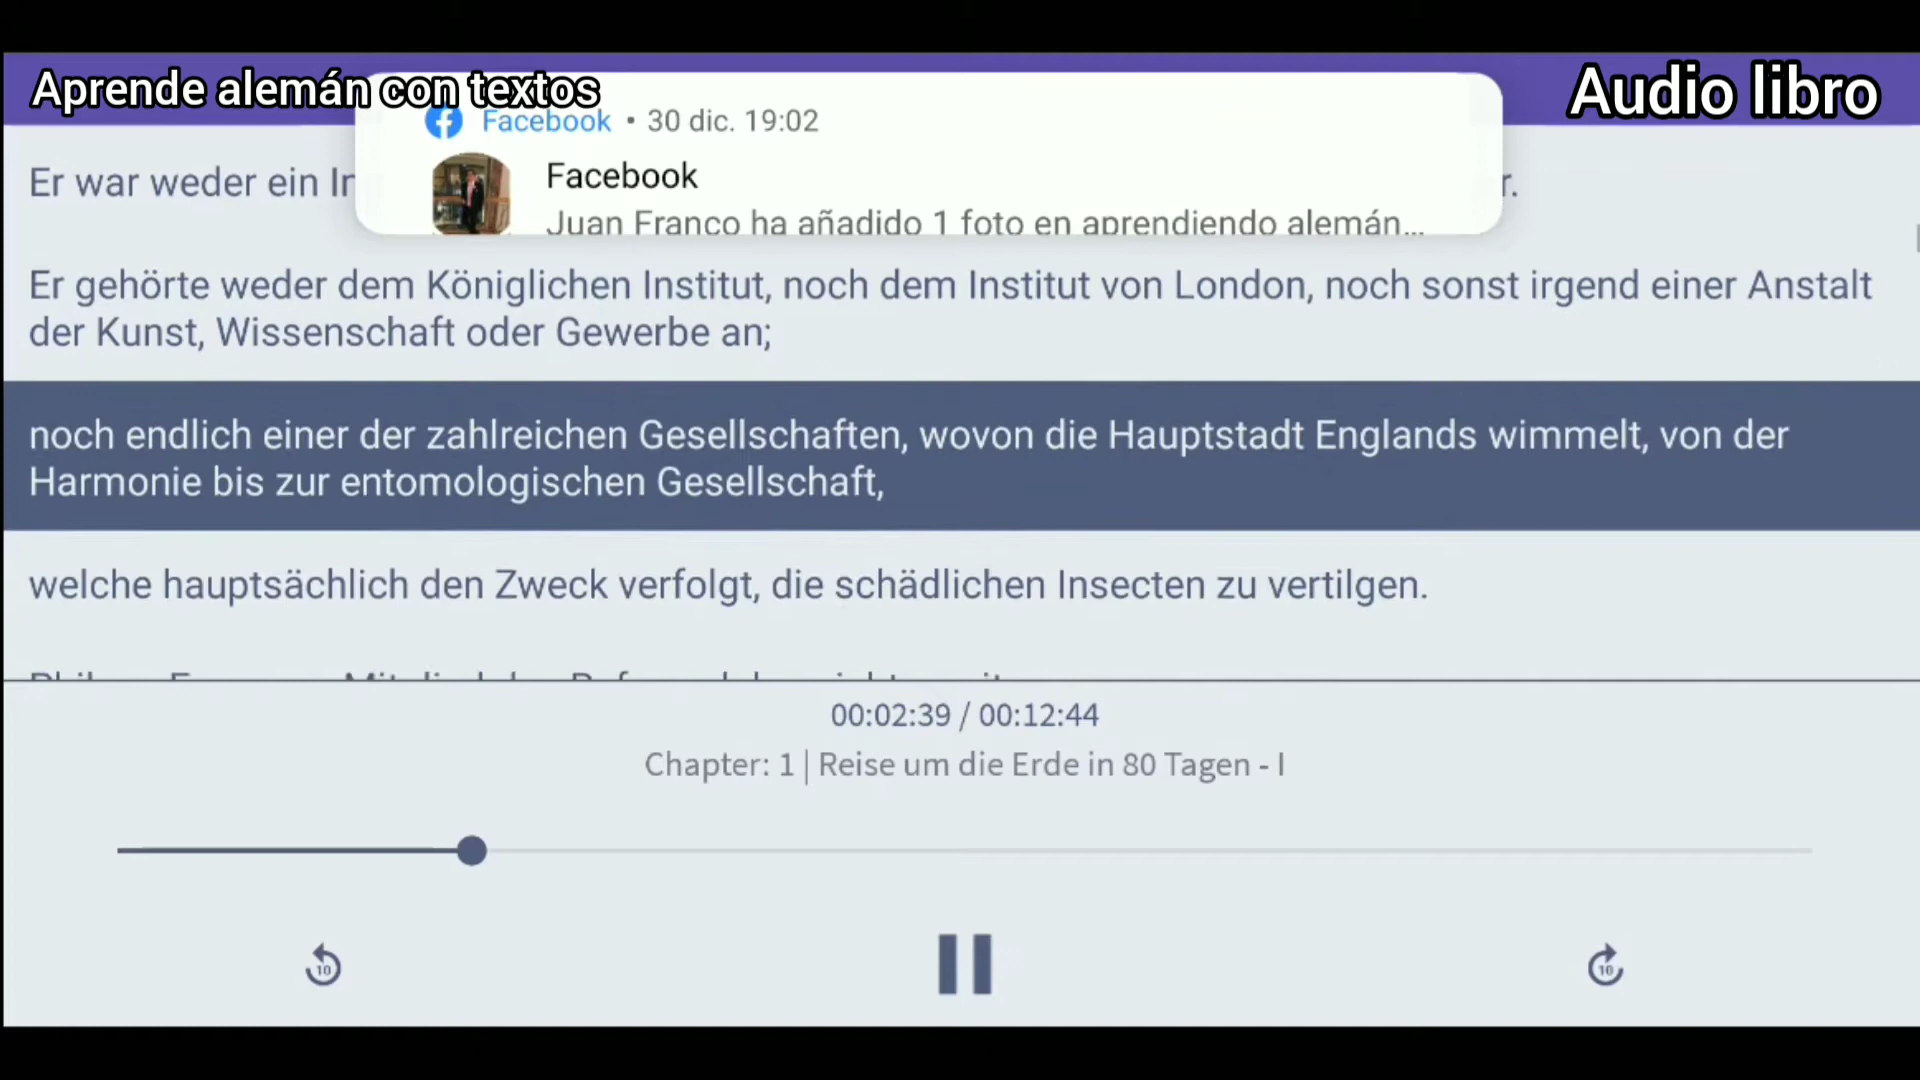 Aprende alemán con textos
Audio libro
Facebook • 30 dic. 19:02
Facebook
Juan Franco ha añadido 1 foto en aprendiendo alemán...
Er war weder ein
Er gehörte weder dem Königlichen Institut, noch dem Institut von London, noch sonst irgend einer Anstalt
der Kunst, Wissenschaft oder Gewerbe an;
noch endlich einer der zahlreichen Gesellschaften, wovon die Hauptstadt Englands wimmelt, von der
Harmonie bis zur entomologischen Gesellschaft,
welche hauptsächlich den Zweck verfolgt, die schädlichen Insecten zu vertilgen.
00:02:39 / 00:12:44
Chapter: 1 | Reise um die Erde in 80 Tagen - I
10
10